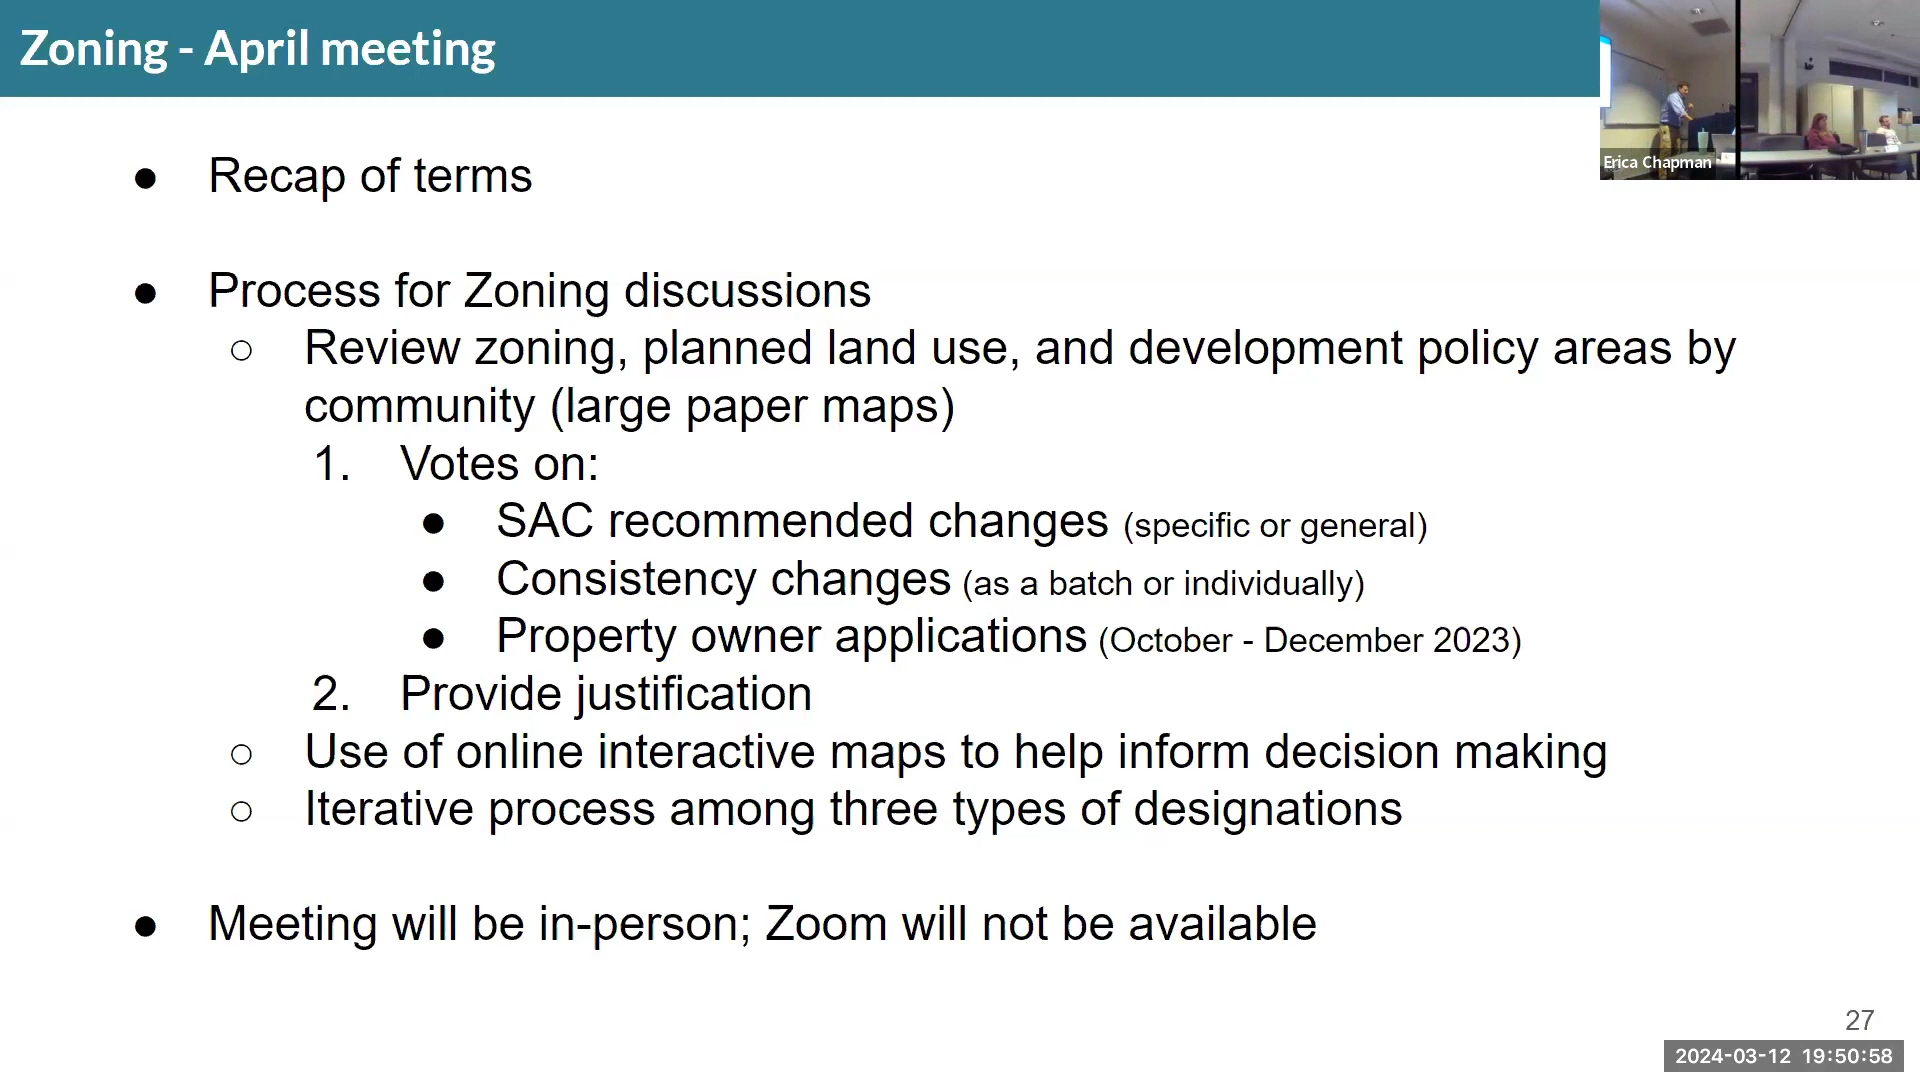 Zoning - April meeting
Erica Chapman
● Recap of terms
● Process for Zoning discussions
○ Review zoning, planned land use, and development policy areas by
community (large paper maps)
1. Votes on:
● SAC recommended changes (specific or general)
● Consistency changes (as a batch or individually)
● Property owner applications (October - December 2023)
2. Provide justification
○ Use of online interactive maps to help inform decision making
○ Iterative process among three types of designations
● Meeting will be in-person; Zoom will not be available
27
2024-03-12 19:50:58